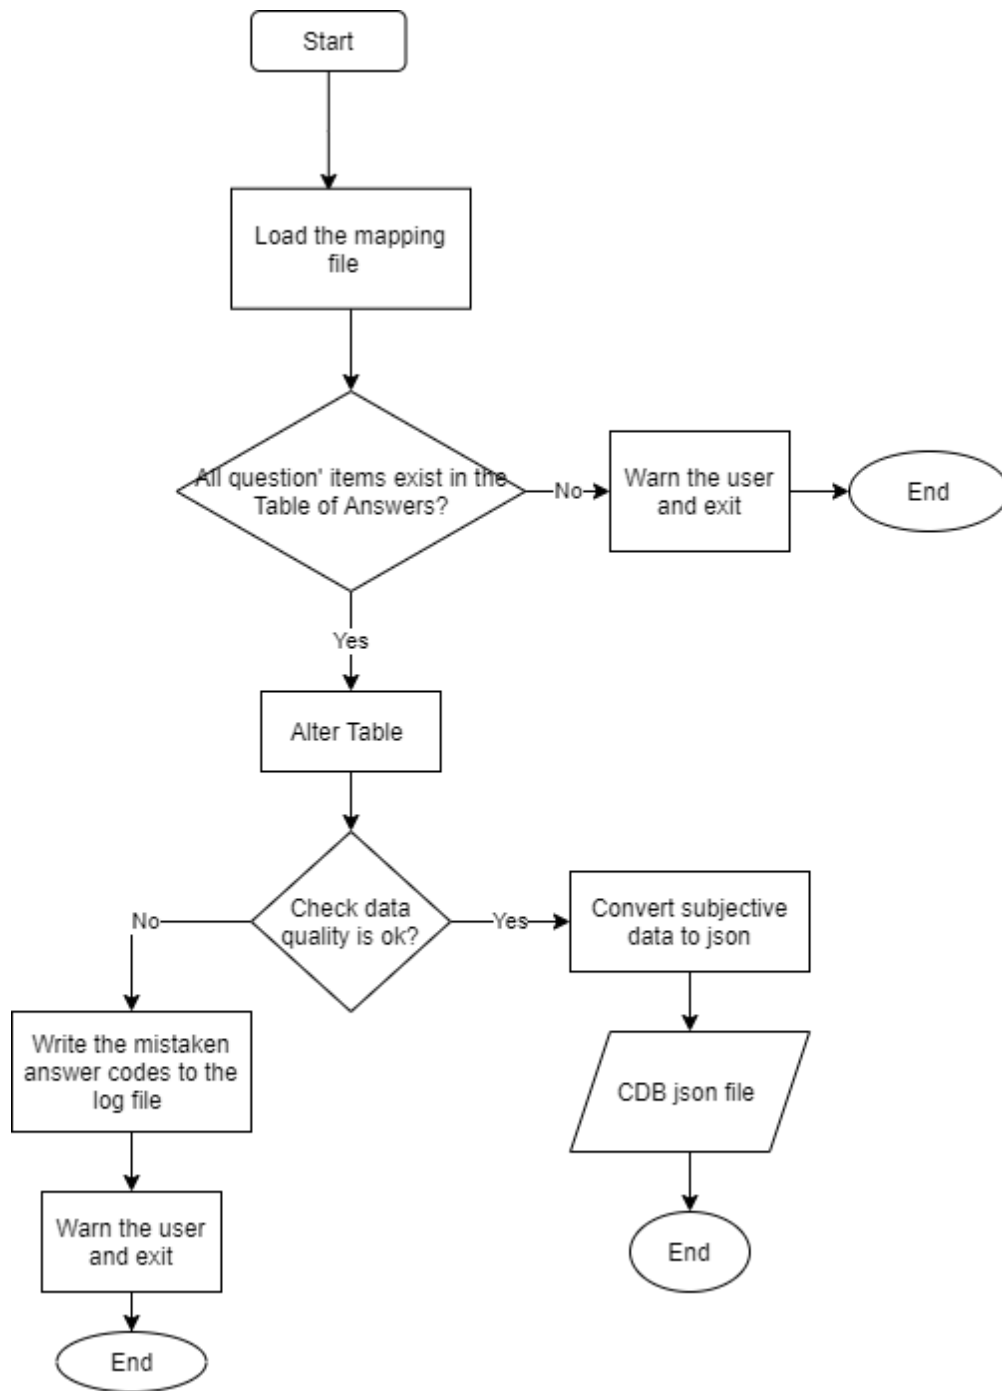 Start
Load the mapping
file
All question' items exist in the
Table of Answers?
No
Warn the user
and exit
End
Yes
Alter Table
Check data
quality is ok?
No
Yes
Convert subjective
data to json
Write the mistaken
answer codes to the
log file
CDB json file
Warn the user
and exit
End
End